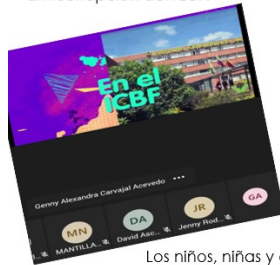 En el
ICBF
Genny Alexandra Carvajal Acevedo ...
MN
DA
JR
GA
MANTILLA...
David Asc...
Jenny Rod...
Los niños, niñas y